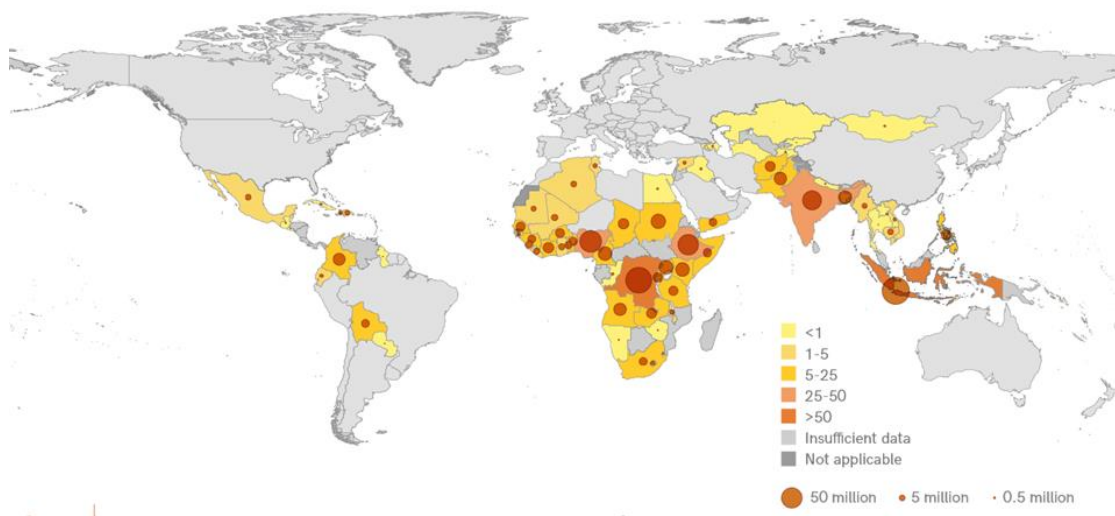 <1
1-5
5-25
25-50
>50
Insufficient data
Not applicable
50 million
5 million
0.5 million